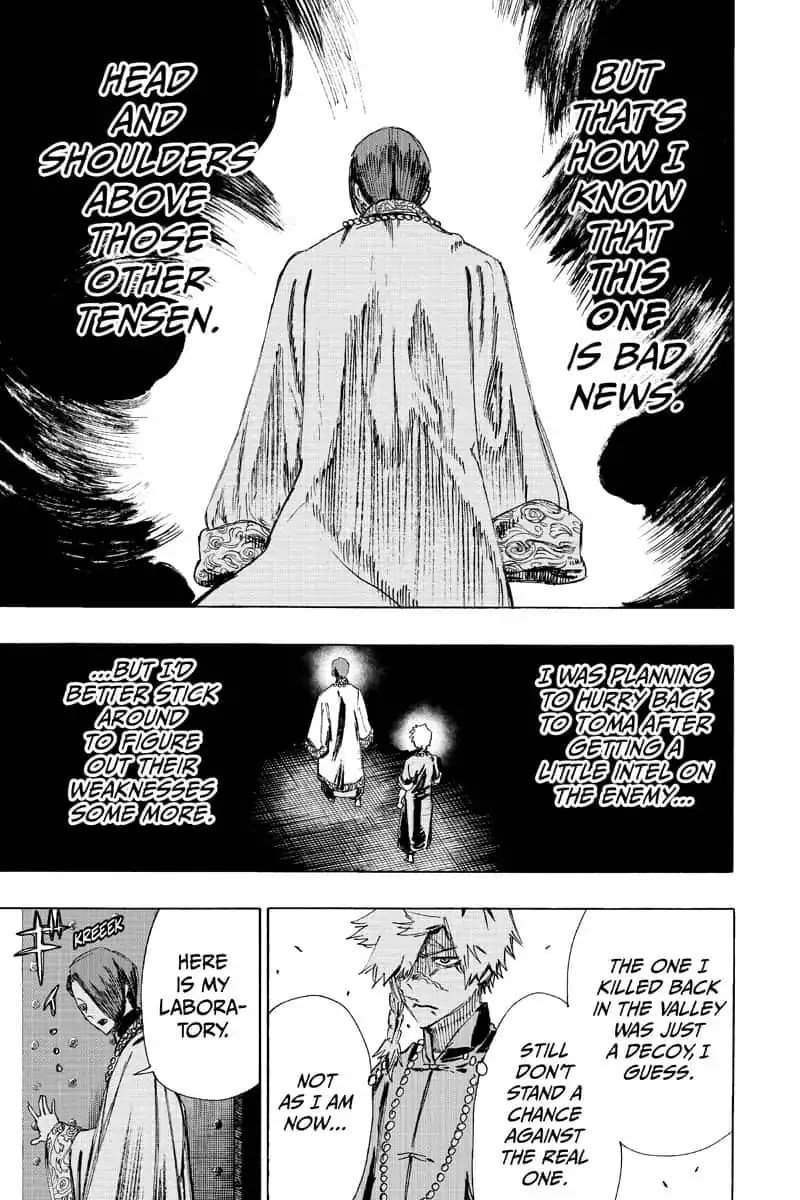 BUT
THAT'S
HOW I
KNOW
THAT
THIS
ONE
IS BAD
NEWS.
HEAD
AND
SHOULDERS
ABOVE
THOSE
OTHER
TENSEN.
I WAS PLANNING
TO HURRY BACK
TO TOMA AFTER
GETTING A
LITTLE INTEL ON
THE ENEMY...
...BUT I'D
BETTER STICK
AROUND
TO FIGURE
OUT THEIR
WEAKNESSES
SOME MORE.
THE ONE I
KILLED BACK
IN THE VALLEY
WAS JUST
A DECOY, I
GUESS.
STILL
DON'T
STAND A
CHANCE
AGAINST
THE REAL
ONE.
NOT
AS I AM
NOW...
HERE
IS MY
LABORA-
TORY.
KREEER
ギギ